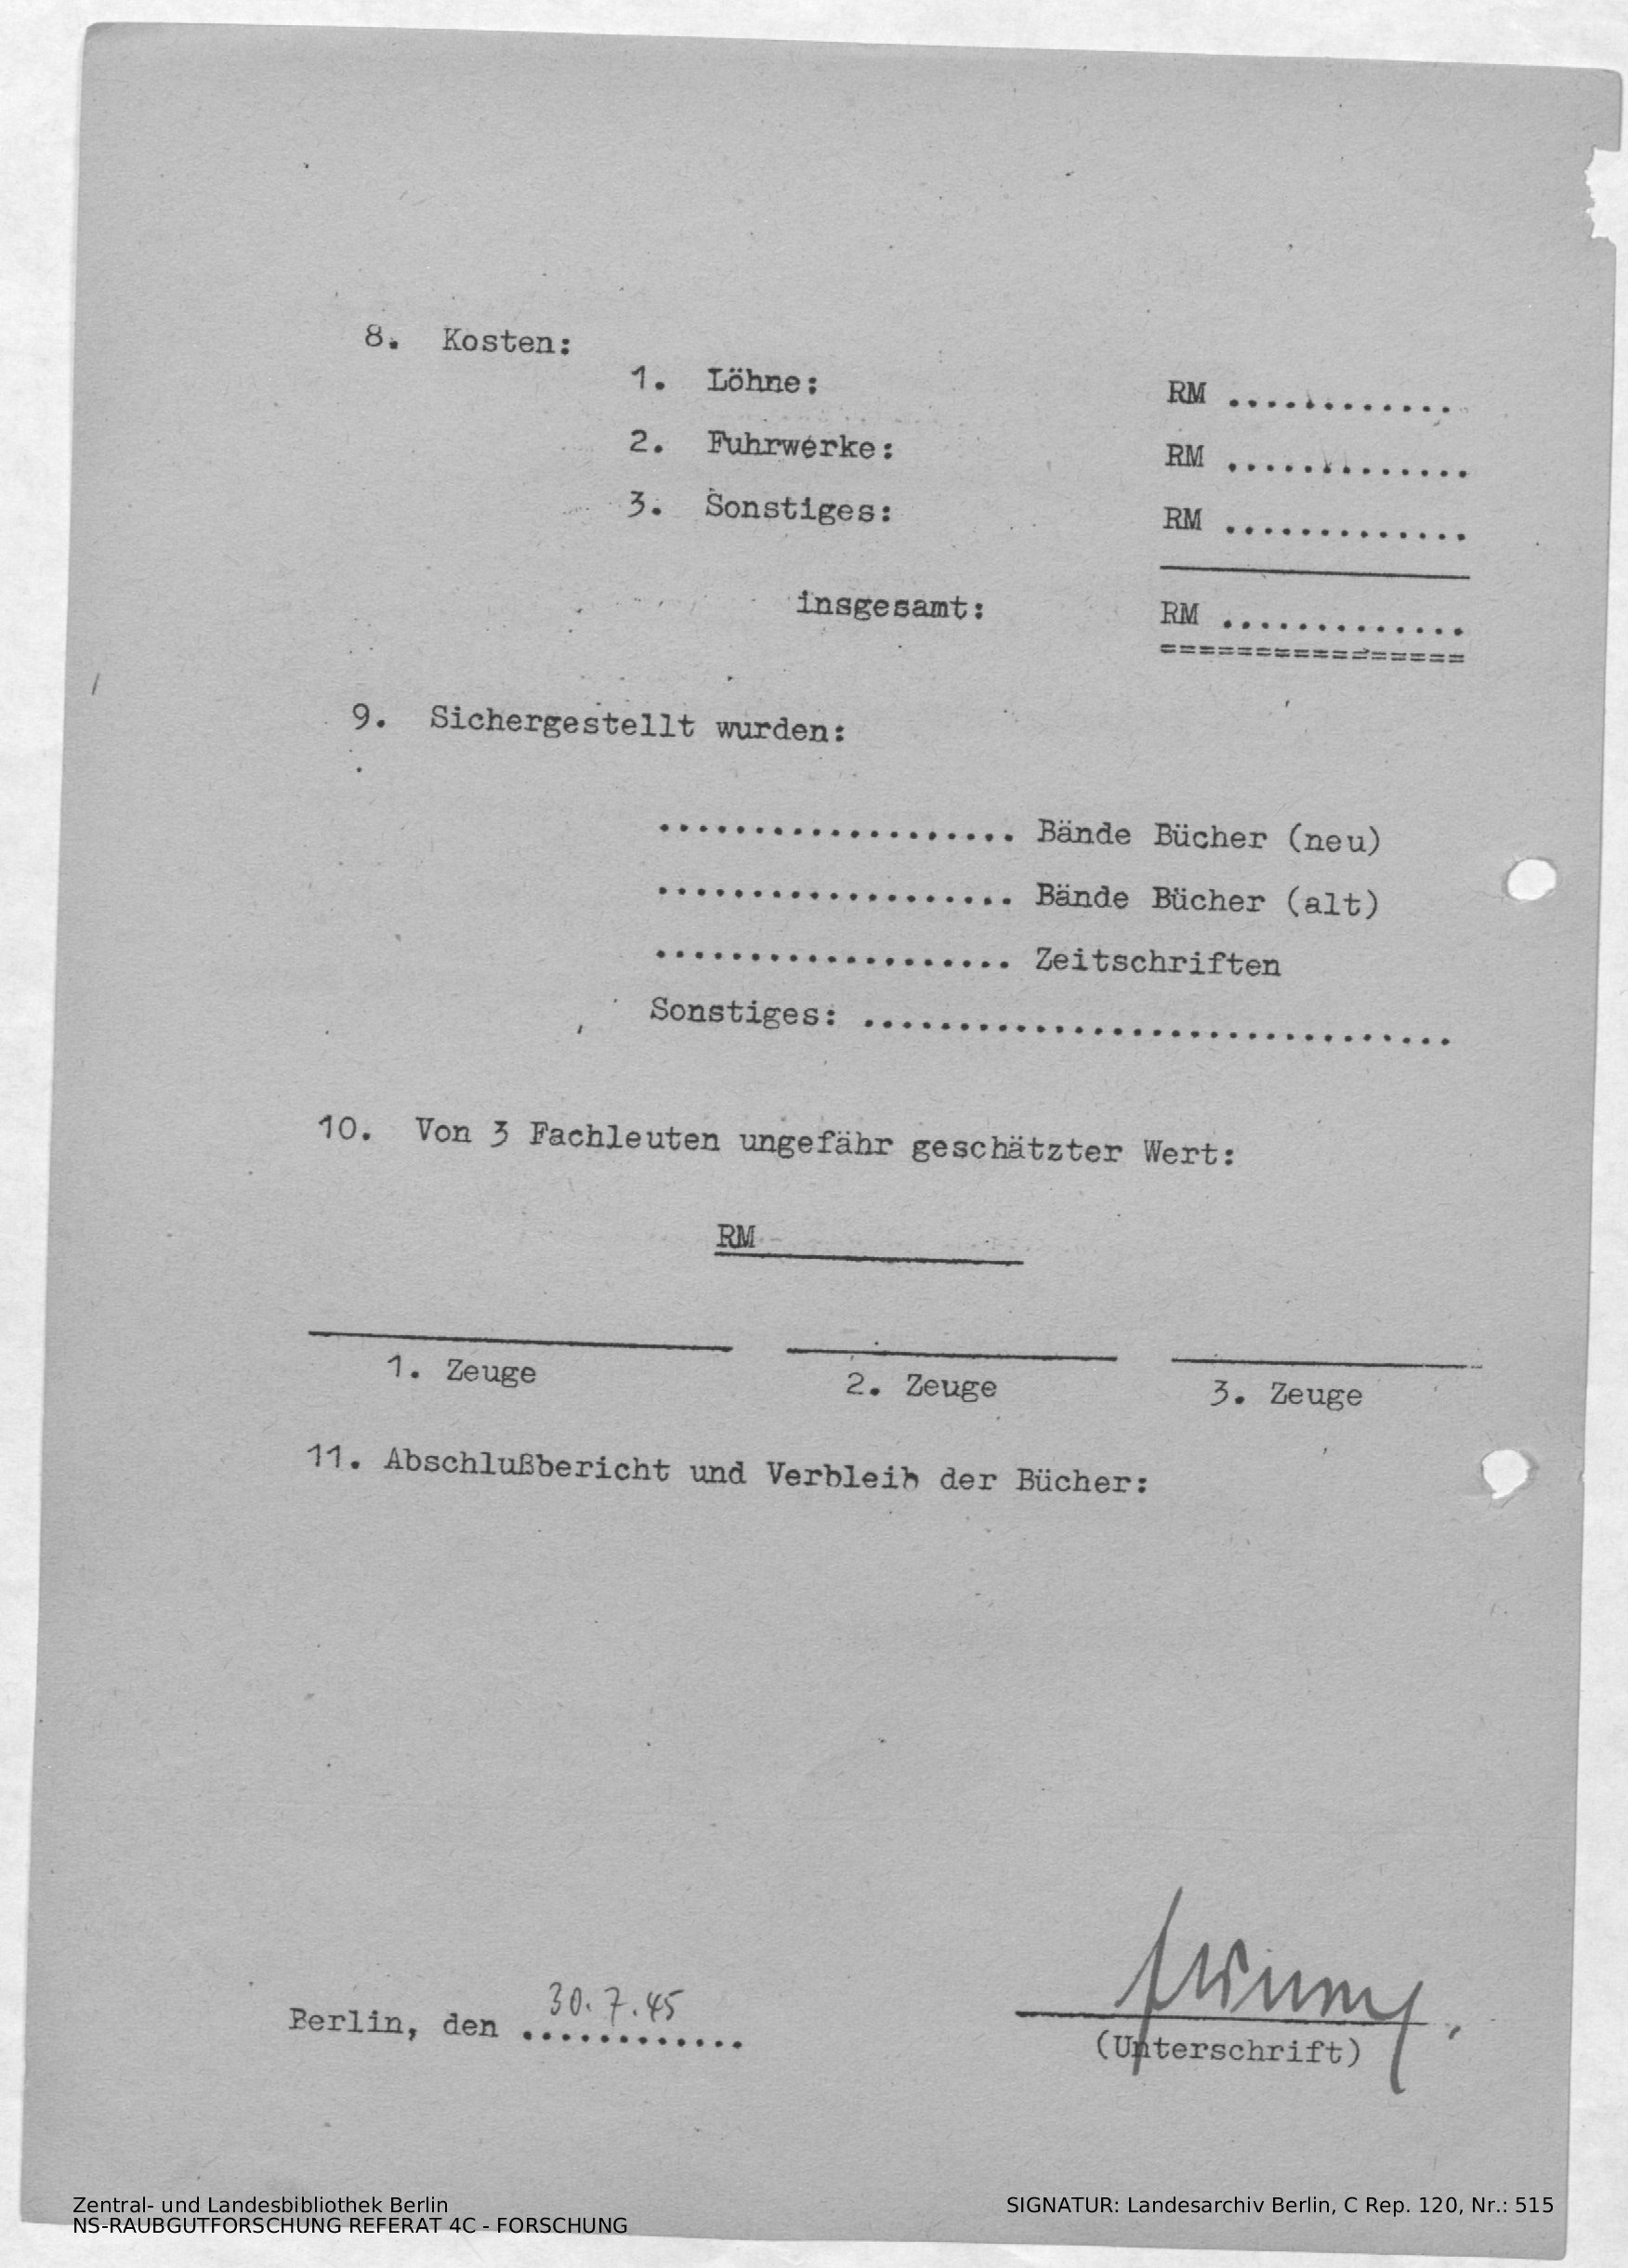 8. Kosten:
1. Löhne: RM ............
2. Fuhrwerke: RM .............
3. Sonstiges: RM .............
insgesamt: RM .............
================
9. Sichergestellt wurden:
................... Bände Bücher (neu)
................... Bände Bücher (alt)
................... Zeitschriften
Sonstiges: ...............................
10. Von 3 Fachleuten ungefähr geschätzter Wert:
RM
1. Zeuge 2. Zeuge 3. Zeuge
11. Abschlußbericht und Verbleib der Bücher:
Berlin, den 30.7.45 ............
(Unterschrift)
Zentral- und Landesbibliothek Berlin
NS-RAUBGUTFORSCHUNG REFERAT 4C - FORSCHUNG
SIGNATUR: Landesarchiv Berlin, C Rep. 120, Nr.: 515